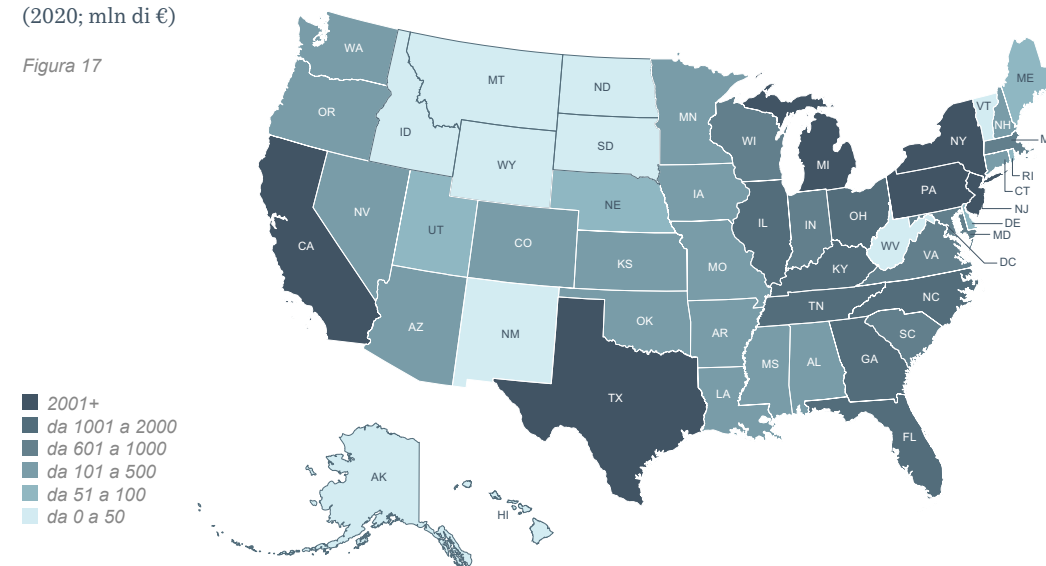 (2020; mln di €)
Figura 17
WA
MT
ND
MN
ME
VT
NH
OR
ID
SD
WI
NY
M
WY
MI
RI
CT
IA
PA
NV
UT
NE
IL
IN
OH
NJ
DE
MD
CA
CO
KS
MO
WV
VA
DC
KY
AZ
NM
OK
AR
TN
NC
SC
MS
AL
GA
LA
TX
FL
2001+
da 1001 a 2000
da 601 a 1000
da 101 a 500
da 51 a 100
da 0 a 50
AK
HI